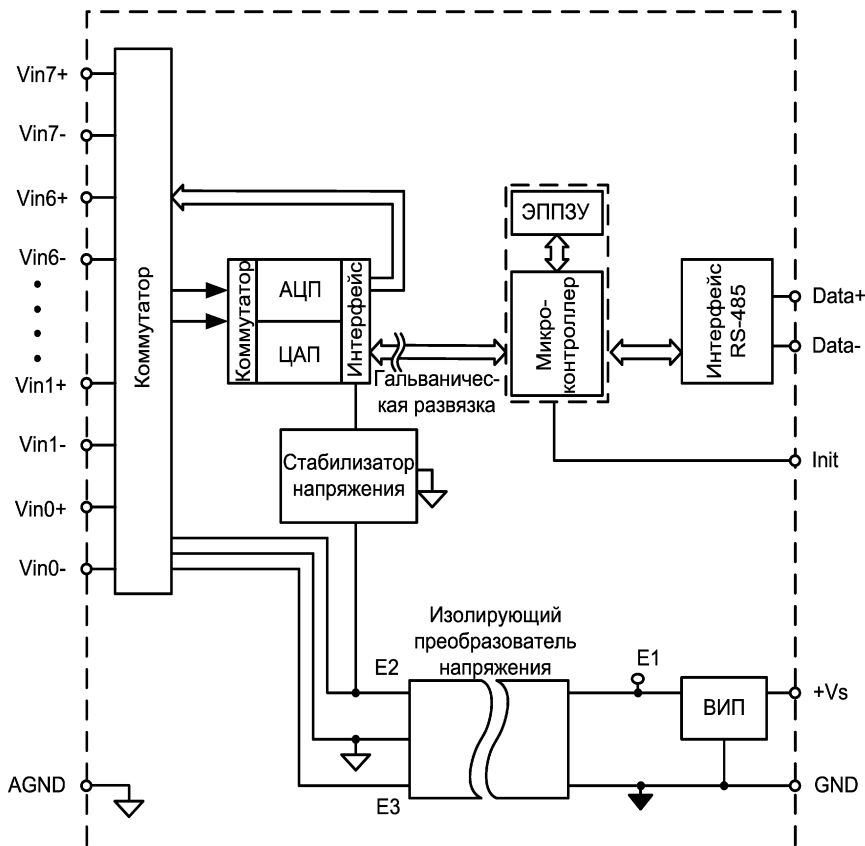 Vin7+
Vin7-
Vin6+
Vin6-
Vin1+
Vin1-
Vin0+
Vin0-
AGND
Коммутатор
Коммутатор
АЦП
ЦАП
Интерфейс
Гальваничес-
кая развязка
Стабилизатор
напряжения
ЭППЗУ
Микро-
контроллер
Интерфейс
RS-485
Data+
Data-
Init
Изолирующий
преобразователь
напряжения
E2
E3
E1
ВИП
+Vs
GND